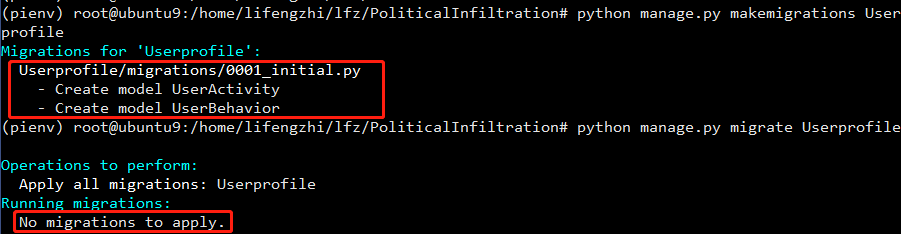 (pienv) root@ubuntu9:/home/lifengzhi/lfz/PoliticalInfiltration# python manage.py makemigrations User
profile
Migrations for 'Userprofile':
  Userprofile/migrations/0001_initial.py
    - Create model UserActivity
    - Create model UserBehavior
(pienv) root@ubuntu9:/home/lifengzhi/lfz/PoliticalInfiltration# python manage.py migrate Userprofile
Operations to perform:
  Apply all migrations: Userprofile
Running migrations:
  No migrations to apply.